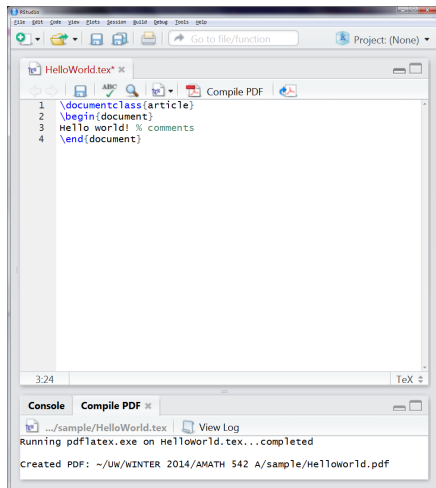 RStudio
File Edit Code View Plots Session Build Debug Tools Help
Go to file/function Project: (None)
HelloWorld.tex*
ABC Compile PDF
1 \documentclass{article}
2 \begin{document}
3 Hello world! % comments
4 \end{document}
3:24 TeX
Console Compile PDF
.../sample/HelloWorld.tex View Log
Running pdflatex.exe on HelloWorld.tex...completed
Created PDF: ~/UW/WINTER 2014/AMATH 542 A/sample/HelloWorld.pdf